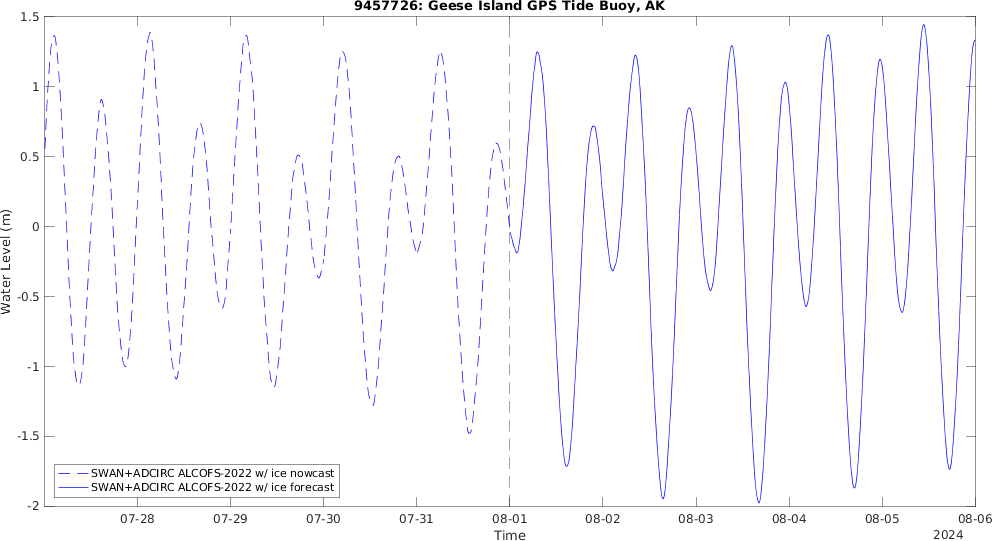 9457726: Geese Island GPS Tide Buoy, AK
1.5
1
0.5
0
-0.5
-1
-1.5
-2
Water Level (m)
SWAN+ADCIRC ALCOFS-2022 w/ ice nowcast
SWAN+ADCIRC ALCOFS-2022 w/ ice forecast
07-28 07-29 07-30 07-31 08-01 08-02 08-03 08-04 08-05 08-06
Time
2024